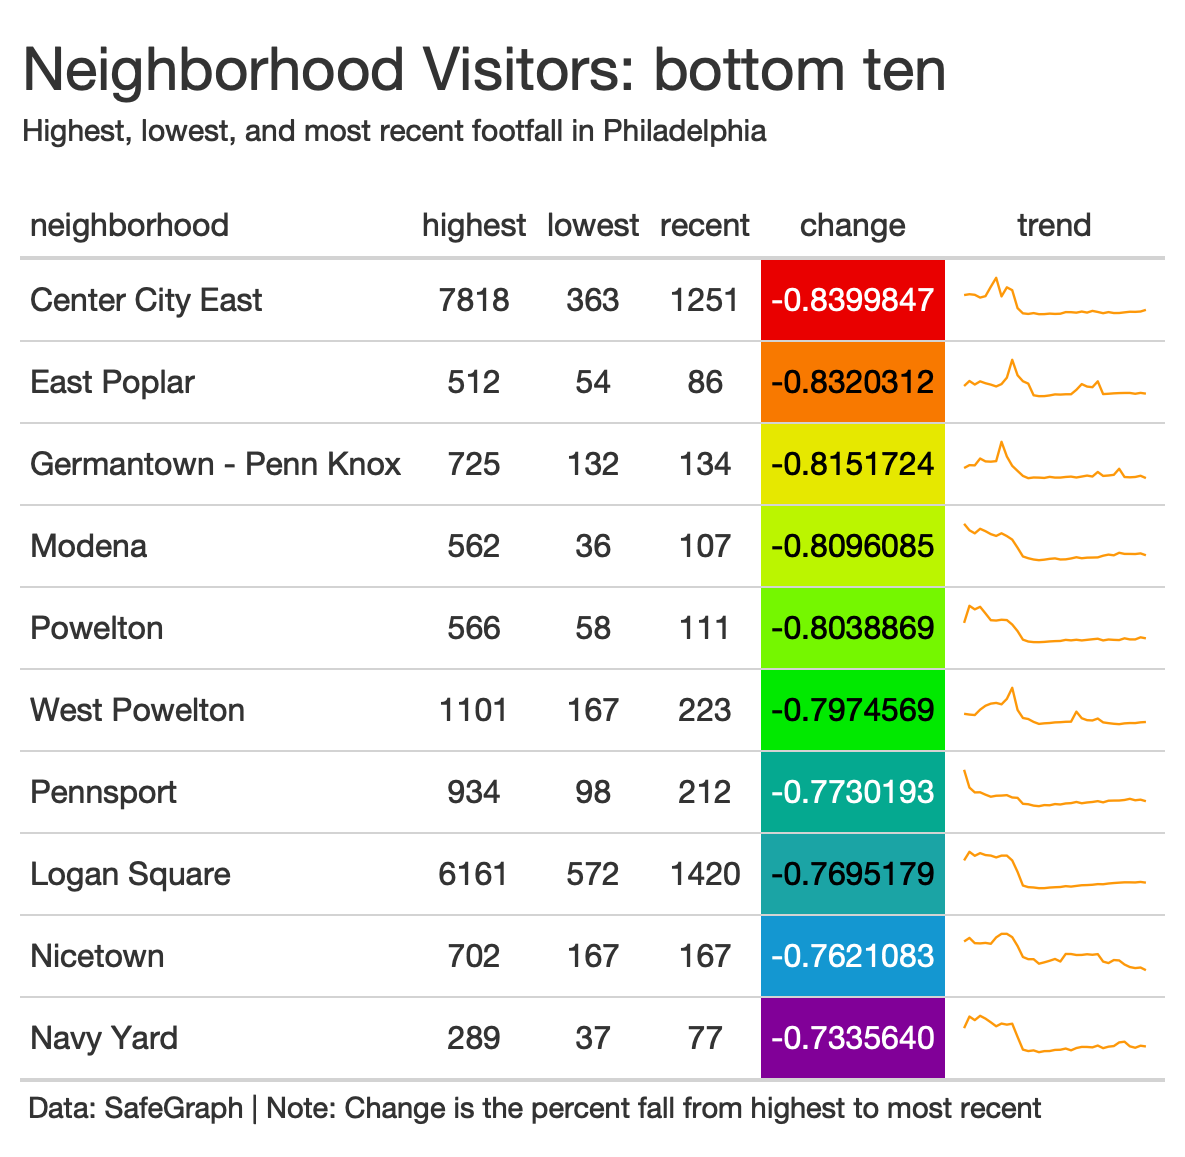 Neighborhood Visitors: bottom ten
Highest, lowest, and most recent footfall in Philadelphia
neighborhood highest lowest recent change trend
Center City East 7818 363 1251 -0.8399847
East Poplar 512 54 86 -0.8320312
Germantown - Penn Knox 725 132 134 -0.8151724
Modena 562 36 107 -0.8096085
Powelton 566 58 111 -0.8038869
West Powelton 1101 167 223 -0.7974569
Pennsport 934 98 212 -0.7730193
Logan Square 6161 572 1420 -0.7695179
Nicetown 702 167 167 -0.7621083
Navy Yard 289 37 77 -0.7335640
Data: SafeGraph | Note: Change is the percent fall from highest to most recent